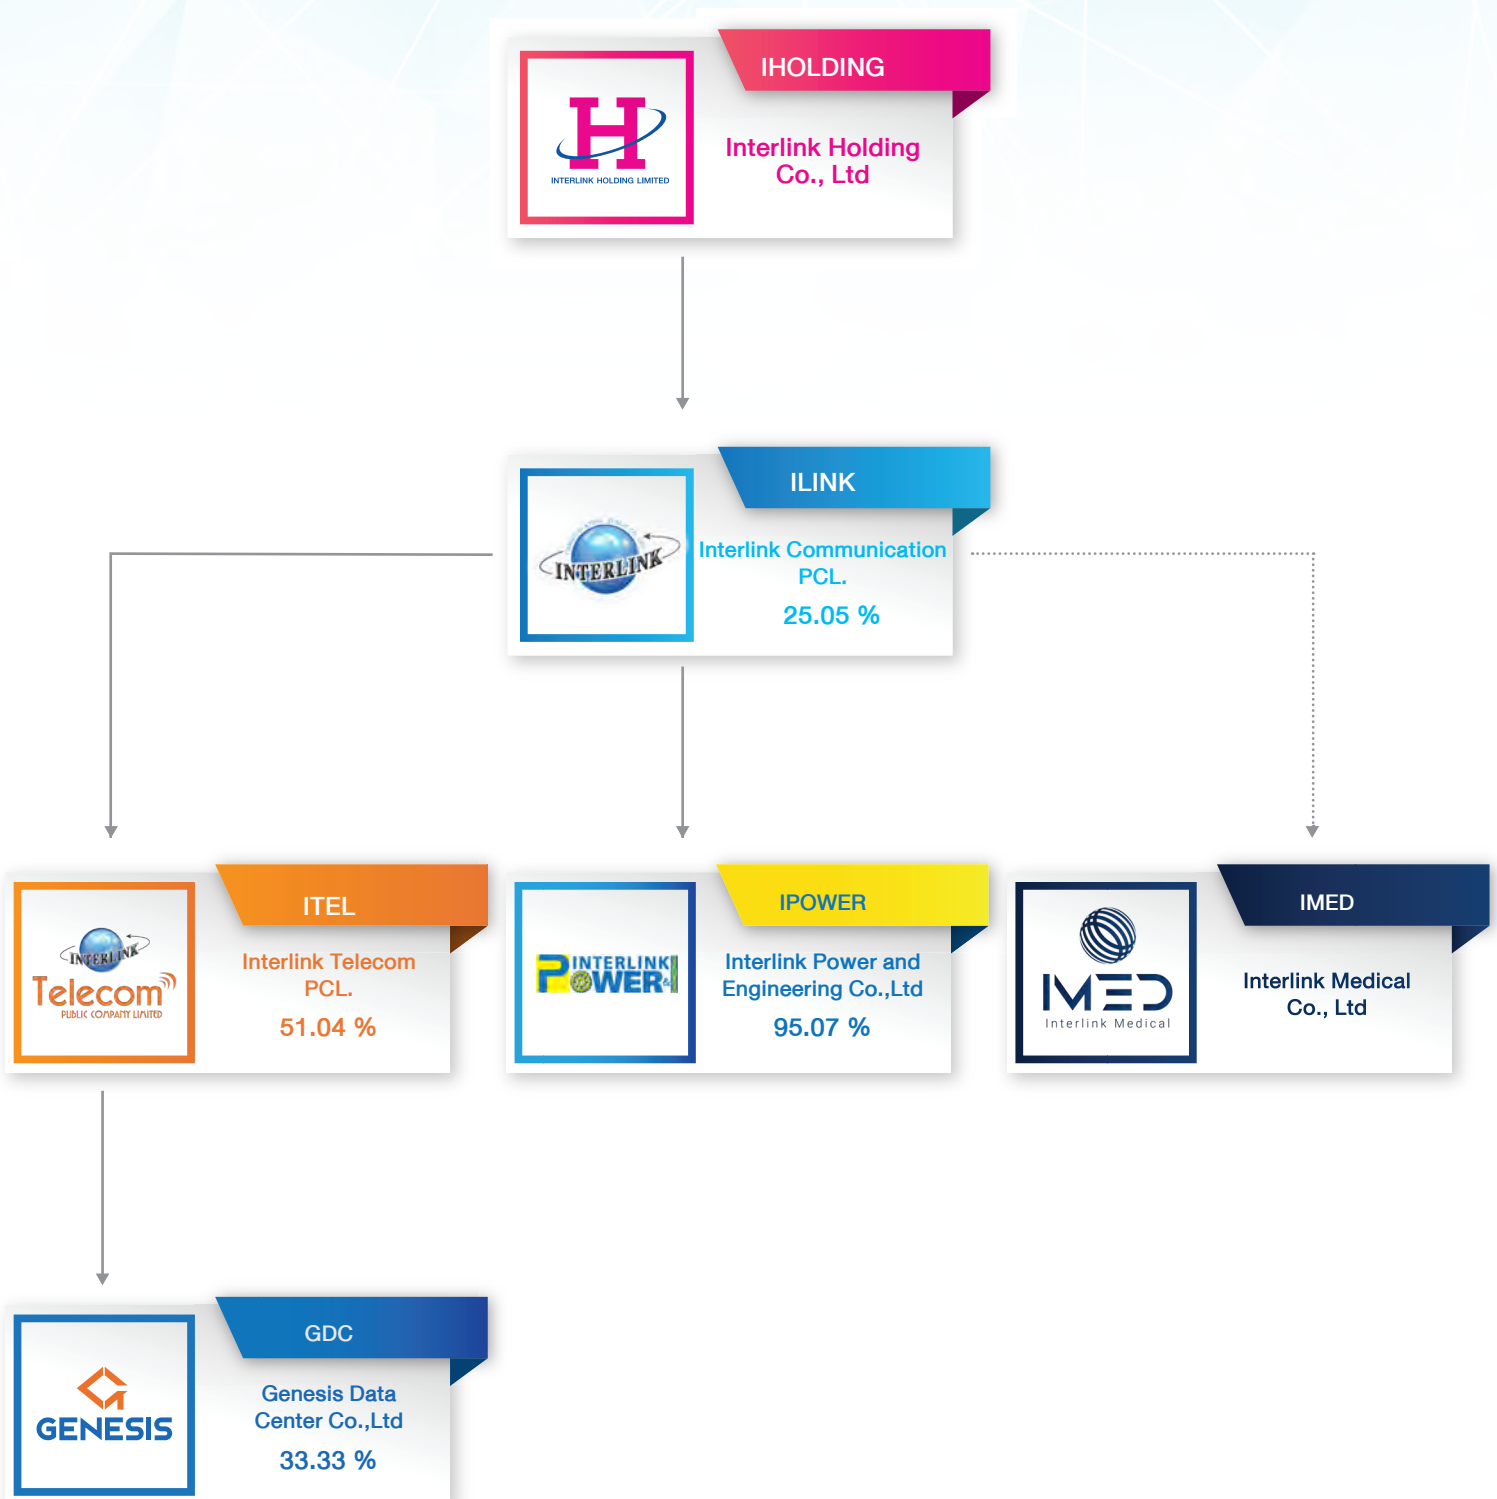 IHOLDING
INTERLINK HOLDING LIMITED
Interlink Holding
Co., Ltd
ILINK
INTERLINK
Interlink Communication
PCL.
25.05 %
ITEL
INTERLINK
Telecom
PUBLIC COMPANY LIMITED
Interlink Telecom
PCL.
51.04 %
IPOWER
INTERLINK
POWER&
Interlink Power and
Engineering Co.,Ltd
95.07 %
IMED
IMED
Interlink Medical
Interlink Medical
Co., Ltd
GDC
GENESIS
Genesis Data
Center Co.,Ltd
33.33 %